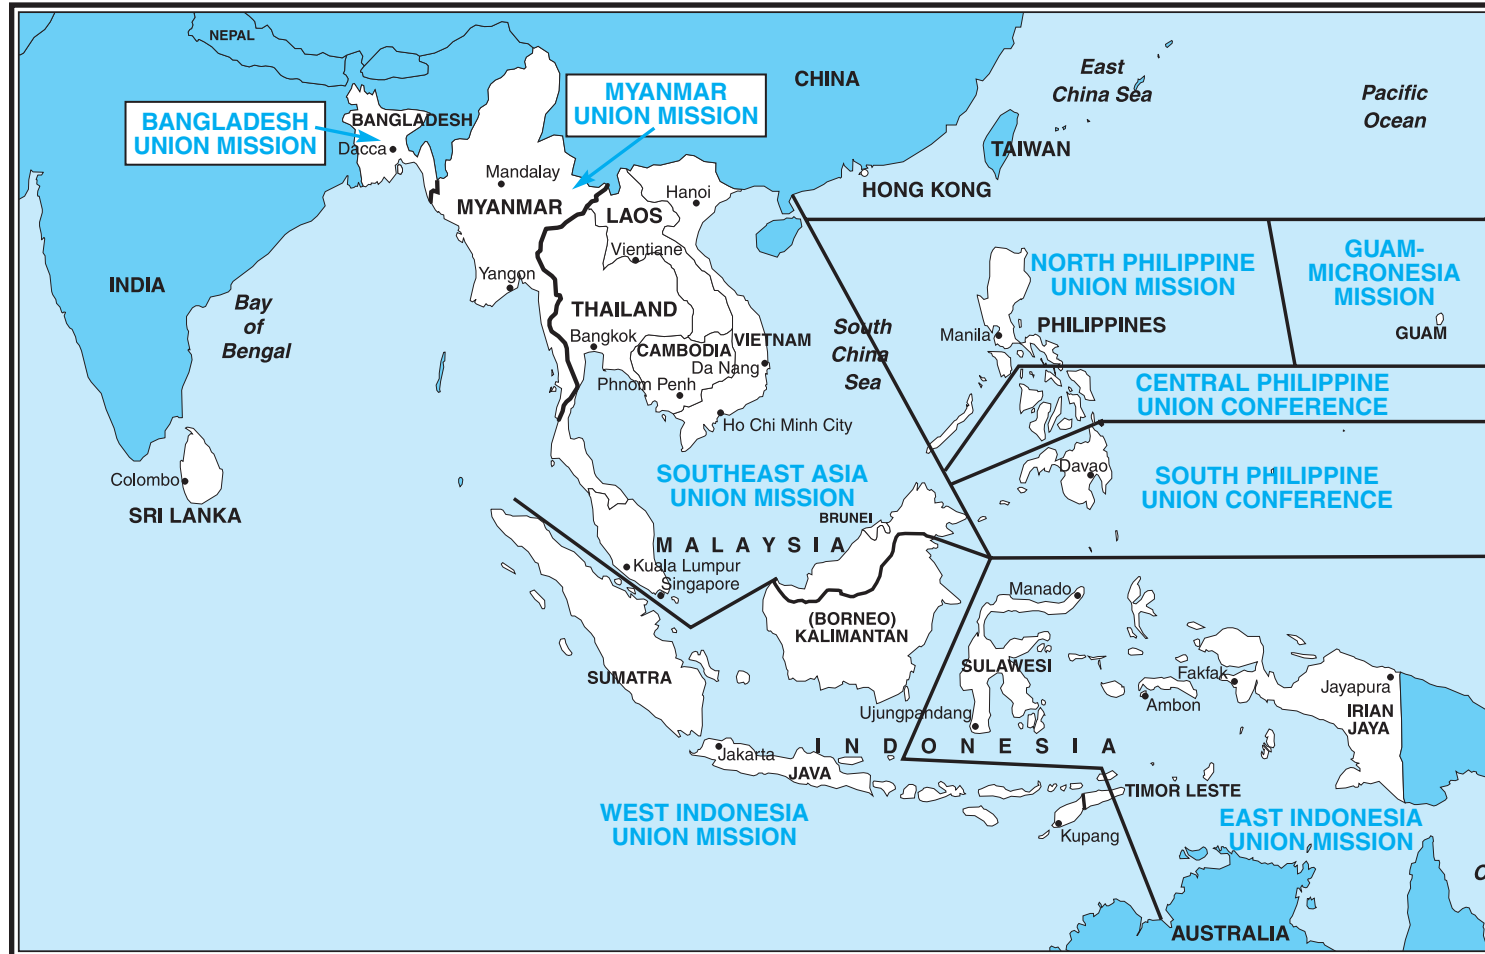 NEPAL
CHINA
East
China Sea
Pacific
Ocean
MYANMAR
UNION MISSION
BANGLADESH
UNION MISSION
BANGLADESH
Dacca
TAIWAN
HONG KONG
Mandalay
MYANMAR
Hanoi
LAOS
Vientiane
Yangon
INDIA
Bay
of
Bengal
THAILAND
Bangkok
CAMBODIA
VIETNAM
Da Nang
Phnom Penh
Ho Chi Minh City
South
China
Sea
NORTH PHILIPPINE
UNION MISSION
GUAM-
MICRONESIA
MISSION
GUAM
Manila
PHILIPPINES
CENTRAL PHILIPPINE
UNION CONFERENCE
Colombo
SRI LANKA
SOUTHEAST ASIA
UNION MISSION
Davao
SOUTH PHILIPPINE
UNION CONFERENCE
BRUNEI
MALAYSIA
Kuala Lumpur
Singapore
(BORNEO)
KALIMANTAN
Manado
SUMATRA
SULAWESI
Fakfak
Jayapura
Ujungpandang
Ambon
IRIAN
JAYA
INDONESIA
Jakarta
JAVA
TIMOR LESTE
WEST INDONESIA
UNION MISSION
Kupang
EAST INDONESIA
UNION MISSION
AUSTRALIA